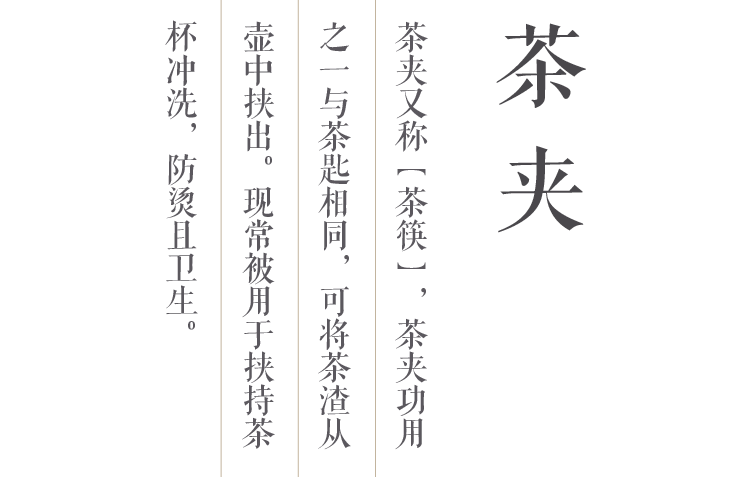 茶夹
茶夹又称【茶筷】，茶夹功用
之一与茶匙相同，可将茶渣从
壶中挟出。现常被用于挟持茶
杯冲洗，防烫且卫生。